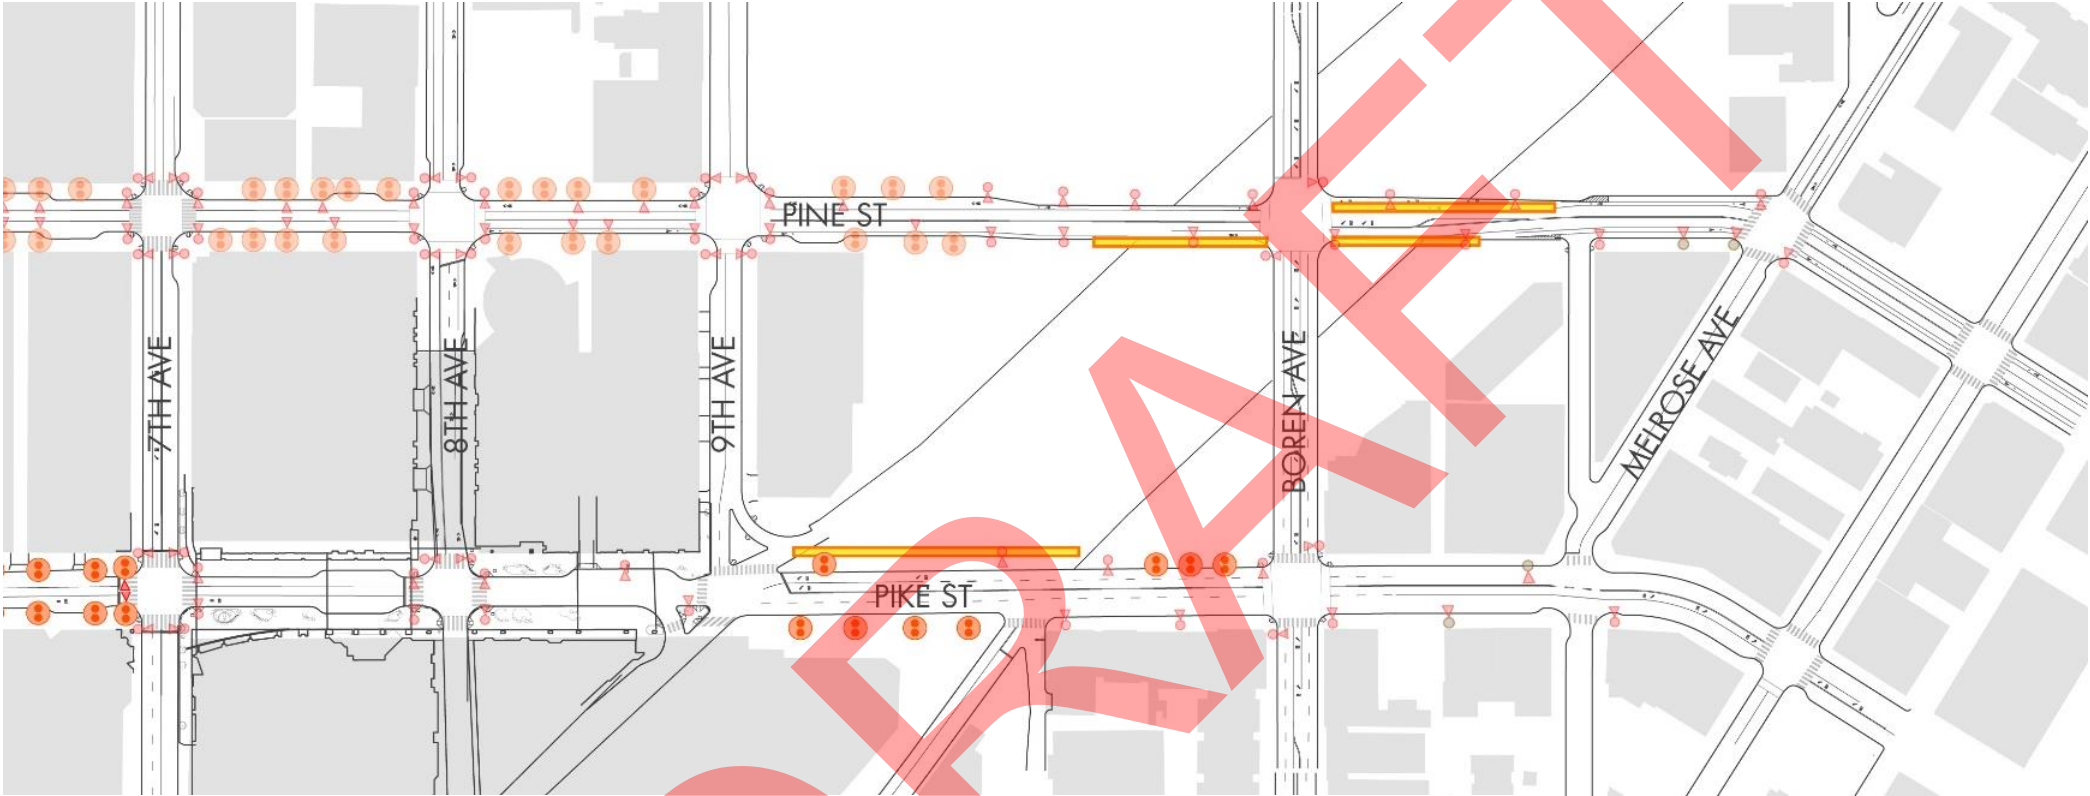 PINE ST
7TH AVE
8TH AVE
9TH AVE
BOREN AVE
MELROSE AVE
PIKE ST
DRAFT